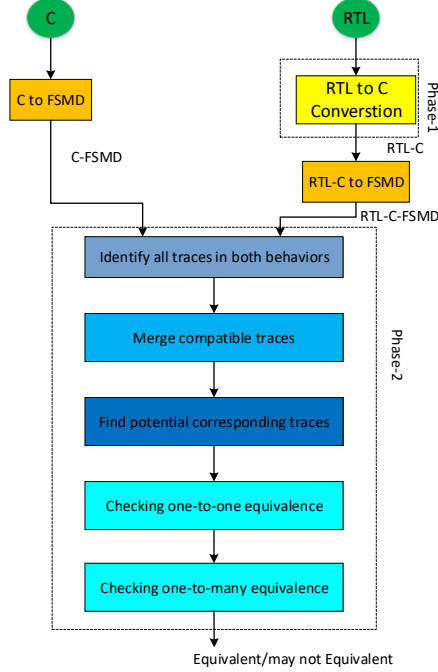 C
RTL
C to FSMD
RTL to C
Converstion
Phase-1
RTL-C
C-FSMD
RTL-C to FSMD
RTL-C-FSMD
Identify all traces in both behaviors
Merge compatible traces
Phase-2
Find potential corresponding traces
Checking one-to-one equivalence
Checking one-to-many equivalence
Equivalent/may not Equivalent